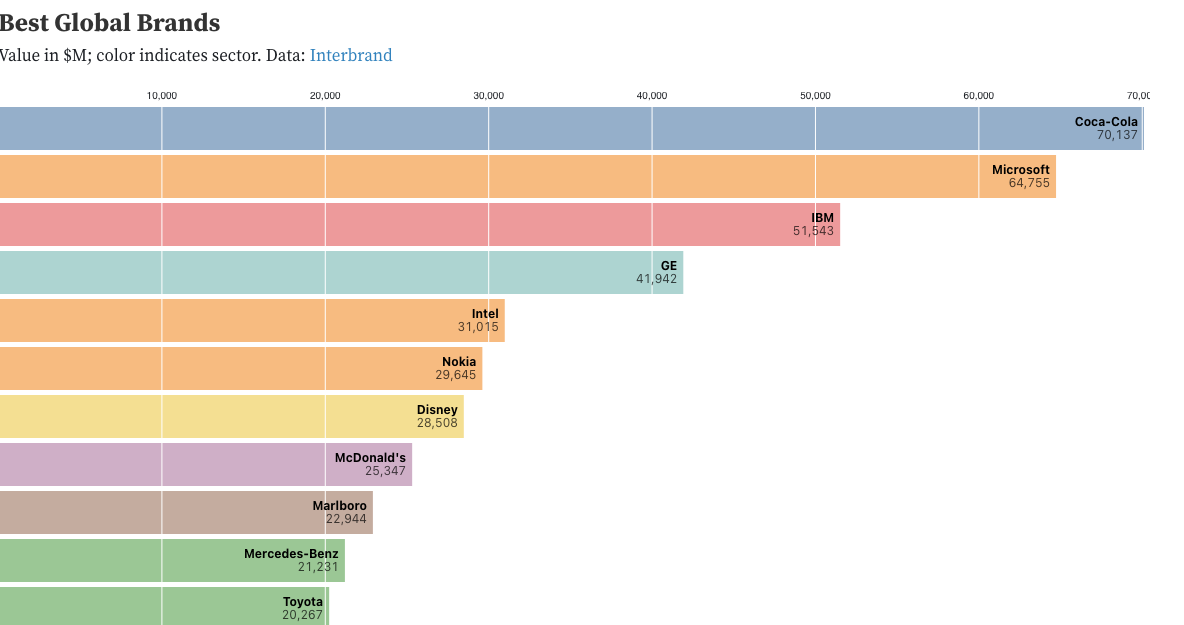 Best Global Brands
Value in $M; color indicates sector. Data: Interbrand
10,000 20,000 30,000 40,000 50,000 60,000 70,00
Coca-Cola
70,137
Microsoft
64,755
IBM
51,543
GE
41,942
Intel
31,015
Nokia
29,645
Disney
28,508
McDonald's
25,347
Marlboro
22,944
Mercedes-Benz
21,231
Toyota
20,267